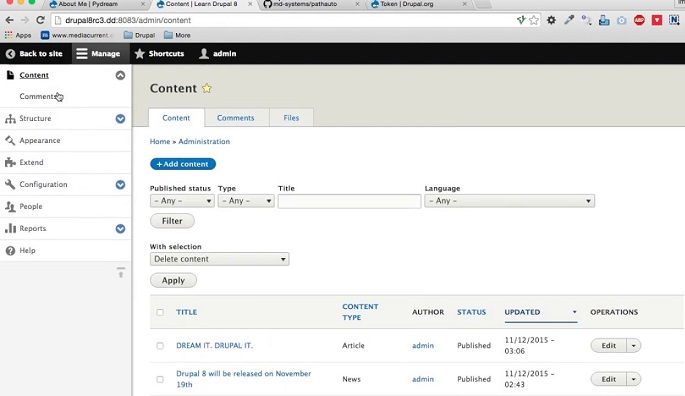 About Me | Pydream
Content | Learn Drupal 8
md-systems/pathauto
Token | Drupal.org
drupal8rc3.dd:8083/admin/content
Apps
www.mediacurrent.c
Drupal
More
Back to site
Manage
Shortcuts
admin
Content
Comments
Structure
Appearance
Extend
Configuration
People
Reports
Help
Content
Content
Comments
Files
Home » Administration
+ Add content
Published status
Type
Title
Language
- Any -
- Any -
- Any -
Filter
With selection
Delete content
Apply
TITLE
CONTENT TYPE
AUTHOR
STATUS
UPDATED
OPERATIONS
DREAM IT. DRUPAL IT.
Article
admin
Published
11/12/2015 -
03:06
Edit
Drupal 8 will be released on November
19th
News
admin
Published
11/12/2015 -
02:43
Edit